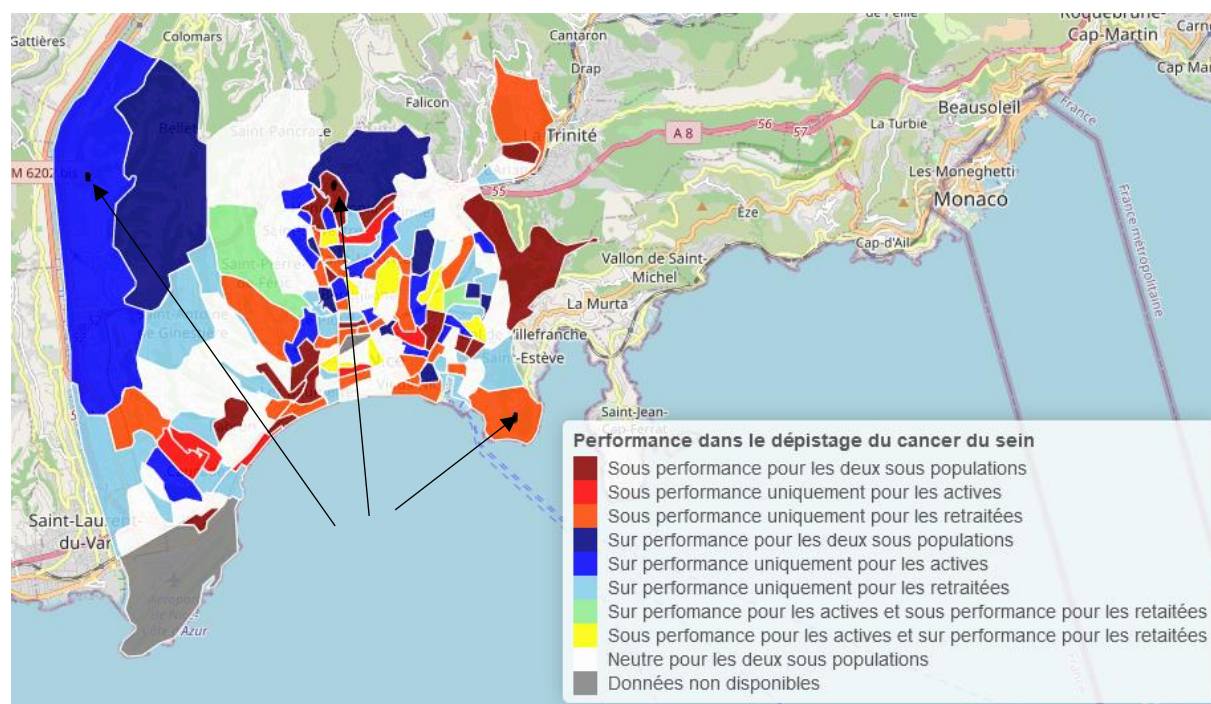 Gattières
Colomars
Cantaron
Drap
Falicon
Roquebrune-
Cap-Martin
Beausoleil
La Turbie
A 8
56
57
55
La Trinité
Saint-Pancrace
M 6202 bis
Les Moneghetti
Monaco
Èze
Cap-d'Ail
France
France métropolitaine
Vallon de Saint-
Michel
La Murta
Villefranche
Saint-Jean-
Cap-Ferrat
Saint-Laurent-
du-Var
Performance dans le dépistage du cancer du sein
Sous performance pour les deux sous populations
Sous performance uniquement pour les actives
Sous performance uniquement pour les retraitées
Sur performance pour les deux sous populations
Sur performance uniquement pour les actives
Sur performance uniquement pour les retraitées
Sur perfomance pour les actives et sous performance pour les retaitées
Sous perfomance pour les actives et sur performance pour les retaitées
Neutre pour les deux sous populations
Données non disponibles